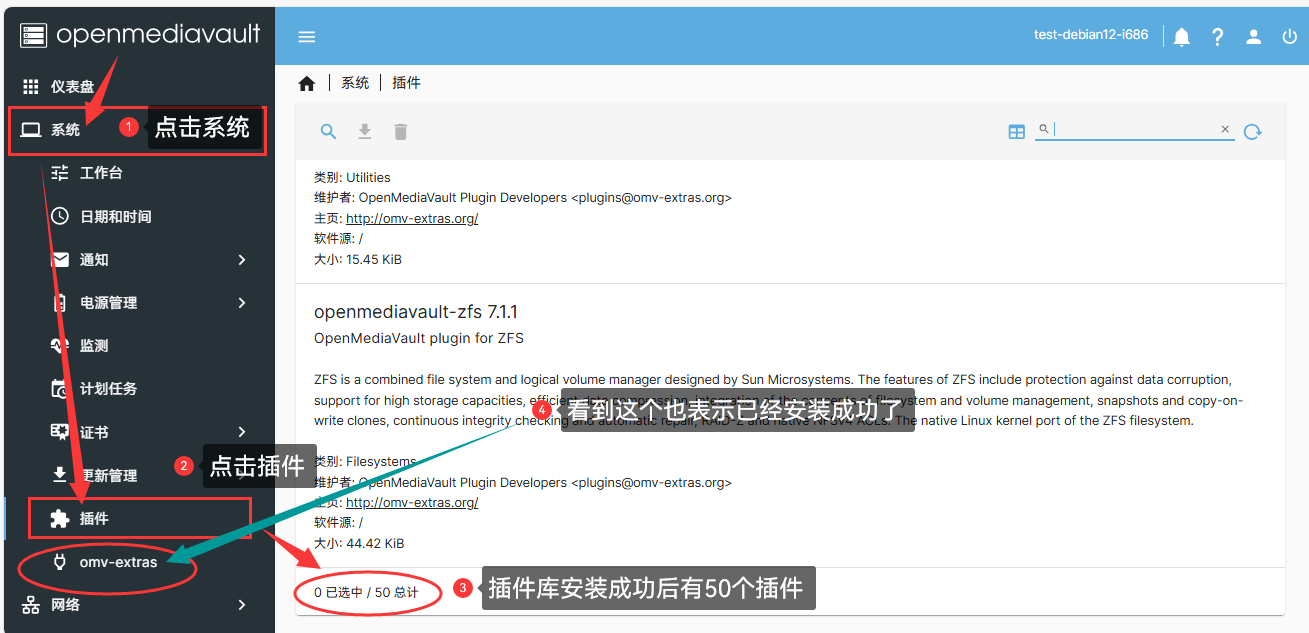 openmediavault
test-debian12-i686
仪表盘
系统
1 点击系统
工作台
日期和时间
通知
电源管理
监测
计划任务
证书
更新管理
2 点击插件
插件
omv-extras
网络
系统 | 插件
类别: Utilities
维护者: OpenMediaVault Plugin Developers <plugins@omv-extras.org>
主页: http://omv-extras.org/
软件源: /
大小: 15.45 KiB
openmediavault-zfs 7.1.1
OpenMediaVault plugin for ZFS
ZFS is a combined file system and logical volume manager designed by Sun Microsystems. The features of ZFS include protection against data corruption,
support for high storage capacities, efficient data compression, integration of the concepts of filesystem and volume management, snapshots and copy-on-
write clones, continuous integrity checking and automatic repair, RAID-Z and native NFSv4 ACLs. The native Linux kernel port of the ZFS filesystem.
4 看到这个也表示已经安装成功了
类别: Filesystems
维护者: OpenMediaVault Plugin Developers <plugins@omv-extras.org>
主页: http://omv-extras.org/
软件源: /
大小: 44.42 KiB
0 已选中 / 50 总计
3 插件库安装成功后有50个插件